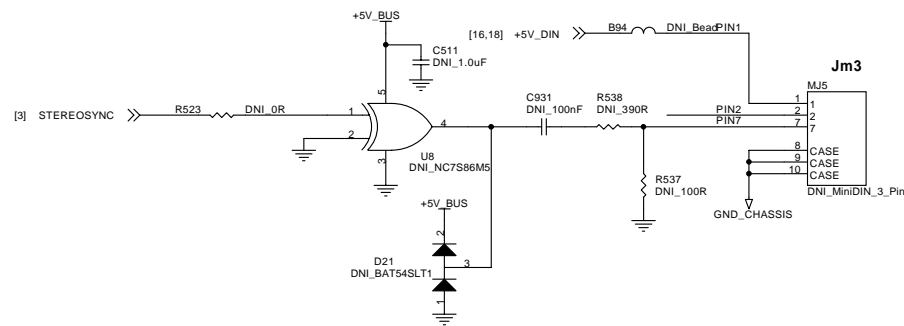 +5V_BUS
[16,18] +5V_DIN
B94
DNI_Bead
PIN1
C511
DNI_1.0uF
Jm3
MJ5
5
[3] STEREOSYNC
R523
DNI_0R
1
2
4
3
U8
DNI_NC7S86M5
C931
DNI_100nF
R538
DNI_390R
PIN2
PIN7
1 1
2 2
7 7
8 CASE
9 CASE
10 CASE
DNI_MiniDIN_3_Pin
R537
DNI_100R
GND_CHASSIS
+5V_BUS
2
D21
DNI_BAT54SLT1
3
1